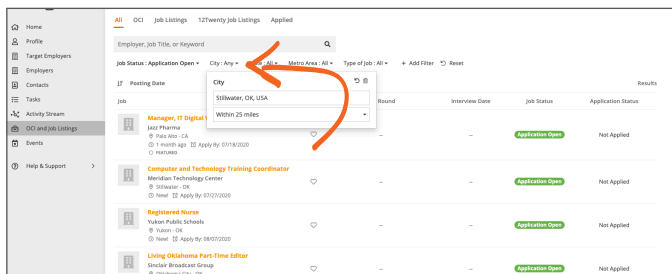 Home
Profile
Target Employers
Employers
Contacts
Tasks
Activity Stream
OCI and Job Listings
Events
Help & Support
All OCI Job Listings 12Twenty Job Listings Applied
Employer, Job Title, or Keyword
Job Status : Application Open City : Any : All Metro Area : All Type of Job : All + Add Filter Reset
City
Stillwater, OK, USA
Within 25 miles
Posting Date Results
Job Round Interview Date Job Status Application Status
Manager, IT Digital
Jazz Pharma
Palo Alto - CA
1 month ago Apply By: 07/18/2020
FEATURED
-- -- Application Open Not Applied
Computer and Technology Training Coordinator
Meridian Technology Center
Stillwater - OK
New! Apply By: 07/27/2020
-- -- Application Open Not Applied
Registered Nurse
Yukon Public Schools
Yukon - OK
New! Apply By: 08/07/2020
-- -- Application Open Not Applied
Living Oklahoma Part-Time Editor
Sinclair Broadcast Group
Oklahoma City - OK
-- -- Application Open Not Applied